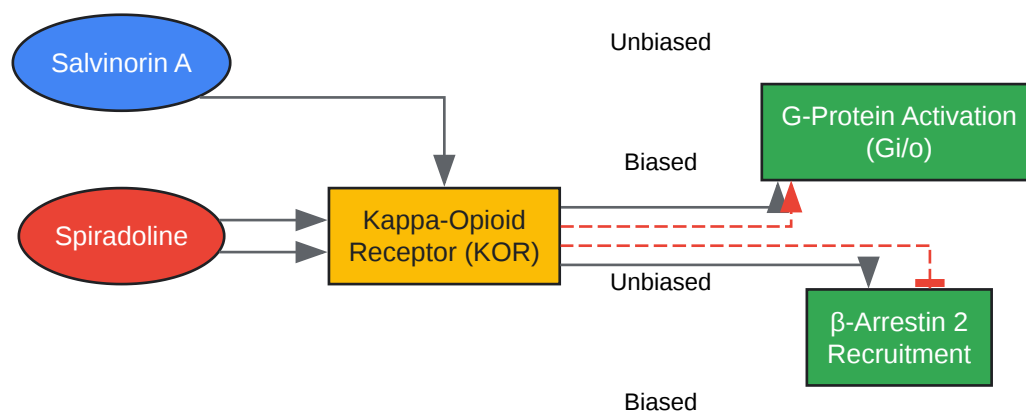 Unbiased
Salvinorin A
G-Protein Activation
(Gi/o)
Biased
Spiradoline
Kappa-Opioid
Receptor (KOR)
Unbiased
β-Arrestin 2
Recruitment
Biased